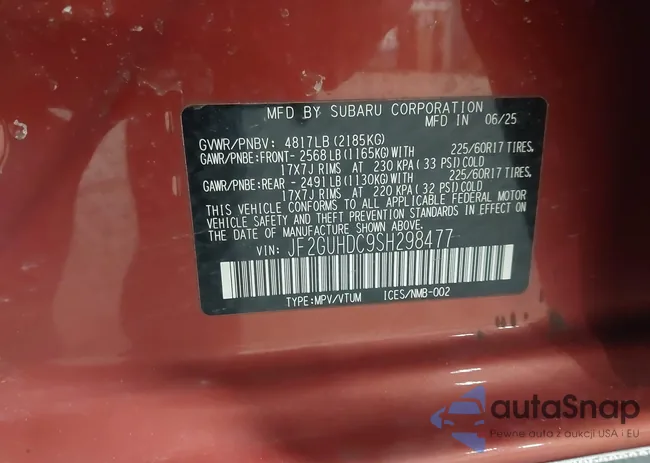 MFD BY SUBARU CORPORATION
MFD IN 06/25
GVWR/PNBV: 4817LB(2185KG)
GAWR/PNBE:FRONT- 2568LB(1165KG)WITH 225/60R17 TIRES,
17X7J RIMS AT 230 KPA(33 PSI)COLD
GAWR/PNBE:REAR - 2491LB(1130KG)WITH 225/60R17 TIRES,
17X7J RIMS AT 220 KPA(32 PSI)COLD
THIS VEHICLE CONFORMS TO ALL APPLICABLE FEDERAL MOTOR
VEHICLE SAFETY AND THEFT PREVENTION STANDARDS IN EFFECT ON
THE DATE OF MANUFACTURE SHOWN ABOVE.
VIN: JF2GUHDC9SH298477
TYPE:MPV/VTUM ICES/NMB-002
autaSnap
Pewne auta z aukcji USA i EU